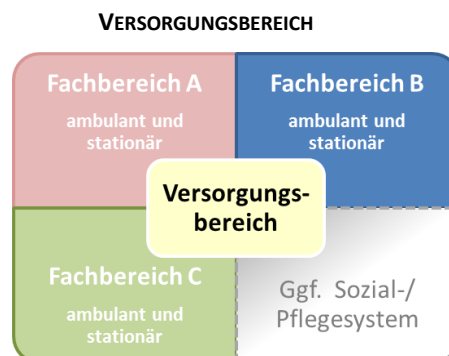 VERSORGUNGSBEREICH
Fachbereich A
ambulant und
stationär
Fachbereich B
ambulant und
stationär
Versorgungs-
bereich
Fachbereich C
ambulant und
stationär
Ggf. Sozial-/
Pflegesystem